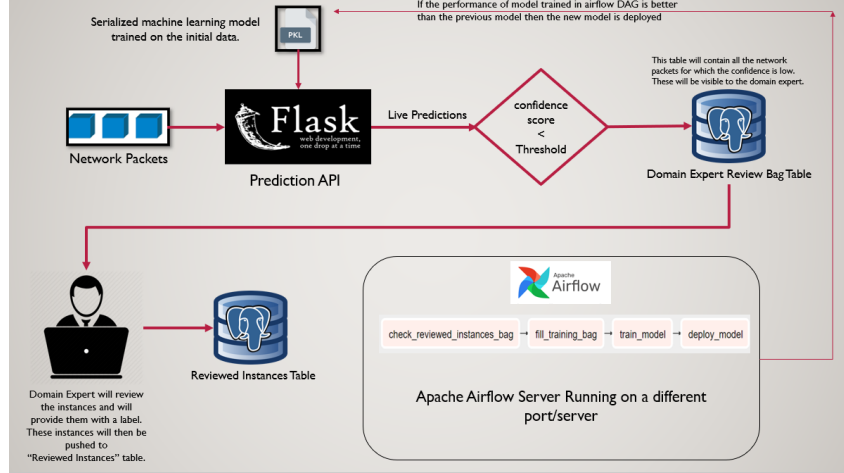 If the performance of model trained in airflow DAG is better
than the previous model then the new model is deployed
Serialized machine learning model
trained on the initial data.
PKL
This table will contain all the network
packets for which the confidence is low.
These will be visible to the domain expert.
Flask
web development,
one drop at a time
Live Predictions
confidence
score
<
Threshold
Network Packets
Prediction API
Domain Expert Review Bag Table
Apache
Airflow
check_reviewed_instances_bag
fill_training_bag
train_model
deploy_model
Reviewed Instances Table
Apache Airflow Server Running on a different
port/server
Domain Expert will review
the instances and will
provide them with a label.
These instances will then be
pushed to
“Reviewed Instances” table.